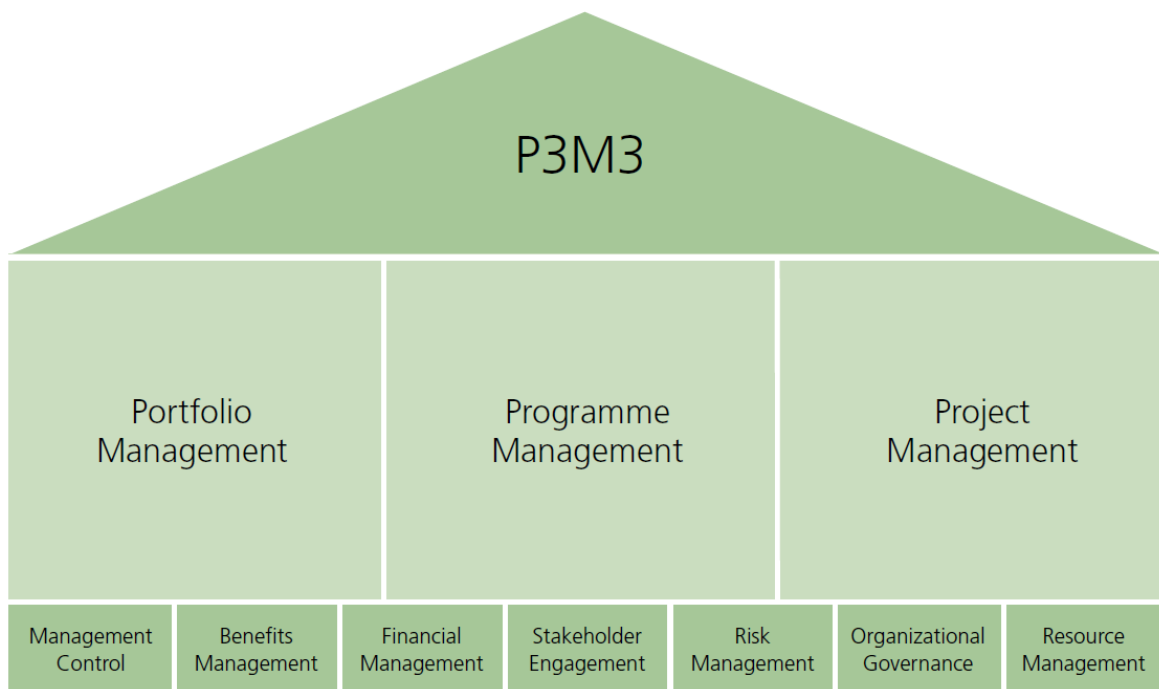 P3M3
Portfolio
Management
Programme
Management
Project
Management
Management
Control
Benefits
Management
Financial
Management
Stakeholder
Engagement
Risk
Management
Organizational
Governance
Resource
Management